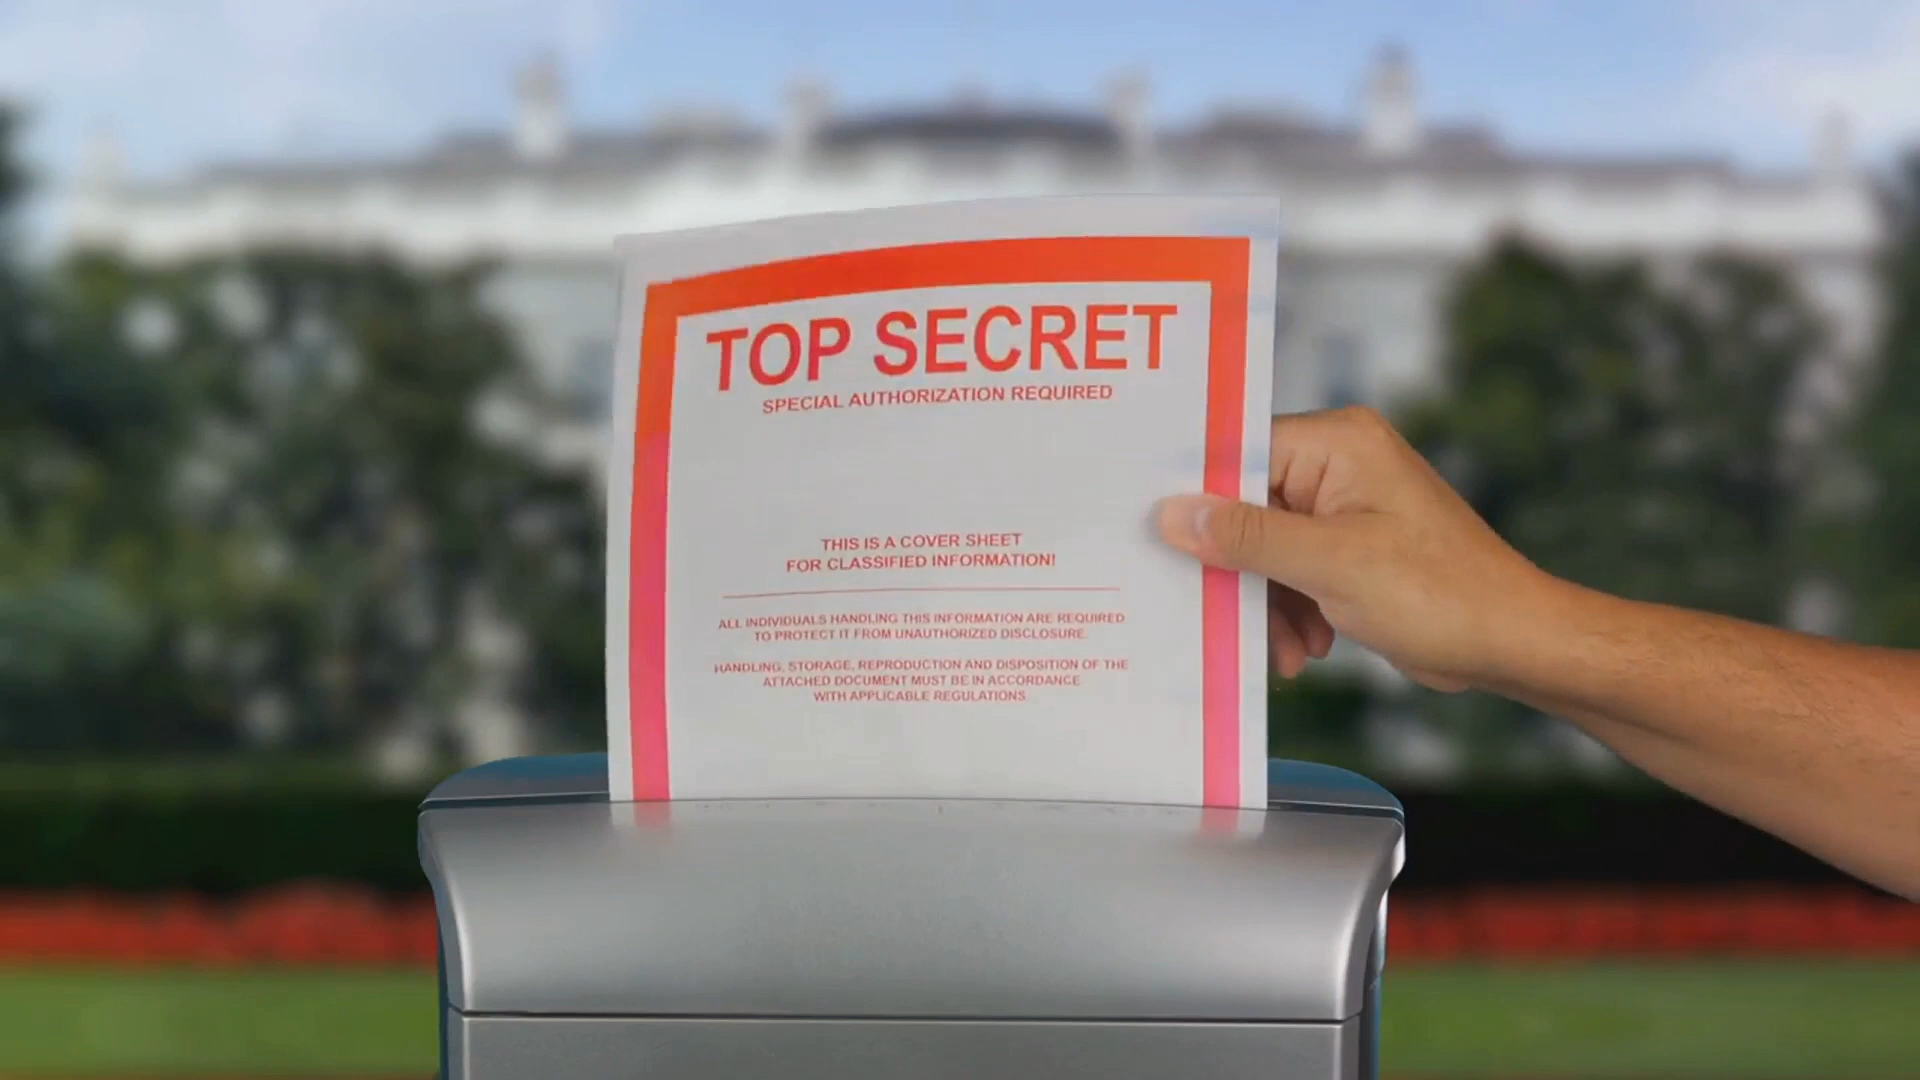 TOP SECRET
SPECIAL AUTHORIZATION REQUIRED
THIS IS A COVER SHEET
FOR CLASSIFIED INFORMATION!
ALL INDIVIDUALS HANDLING THIS INFORMATION ARE REQUIRED
TO PROTECT IT FROM UNAUTHORIZED DISCLOSURE.
HANDLING, STORAGE, REPRODUCTION AND DISPOSITION OF THE
ATTACHED DOCUMENT MUST BE IN ACCORDANCE
WITH APPLICABLE REGULATIONS.